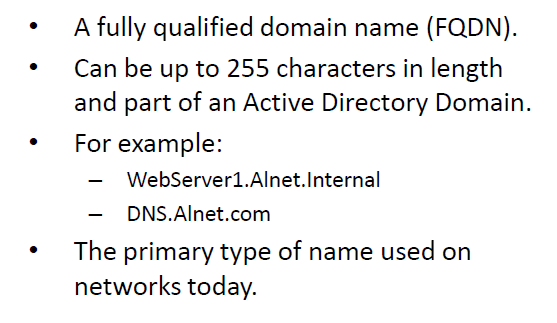 • A fully qualified domain name (FQDN).
• Can be up to 255 characters in length
and part of an Active Directory Domain.
• For example:
– WebServer1.Alnet.Internal
– DNS.Alnet.com
• The primary type of name used on
networks today.